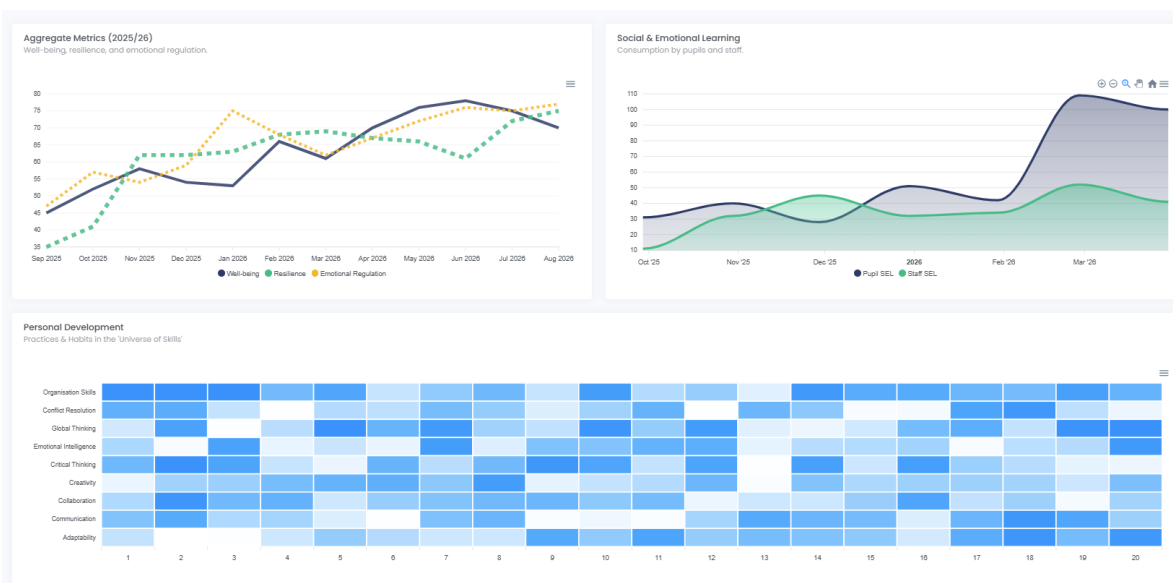 Aggregate Metrics (2025/26)
Well-being, resilience, and emotional regulation.
80
75
70
65
60
55
50
45
40
35
Sep 2025 Oct 2025 Nov 2025 Dec 2025 Jan 2026 Feb 2026 Mar 2026 Apr 2026 May 2026 Jun 2026 Jul 2026 Aug 2026
Well-being Resilience Emotional Regulation
Social & Emotional Learning
Consumption by pupils and staff.
110
100
90
80
70
60
50
40
30
20
10
Oct '25 Nov '25 Dec '25 2026 Feb '26 Mar '26
Pupil SEL Staff SEL
Personal Development
Practices & Habits in the 'Universe of Skills'
Organisation Skills
Conflict Resolution
Global Thinking
Emotional Intelligence
Critical Thinking
Creativity
Collaboration
Communication
Adaptability
1 2 3 4 5 6 7 8 9 10 11 12 13 14 15 16 17 18 19 20